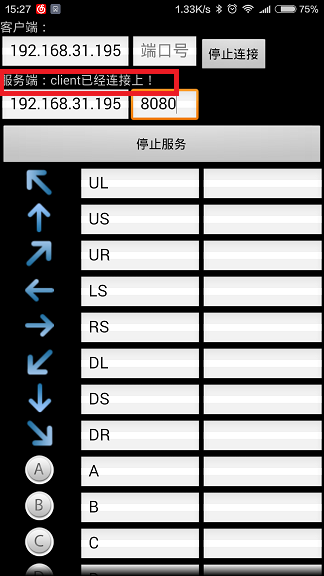 15:27 1.33K/s 75%
客户端：
192.168.31.195 端口号 停止连接
服务端：client已经连接上！
192.168.31.195 8080
停止服务
UL
US
UR
LS
RS
DL
DS
DR
A A
B B
C C